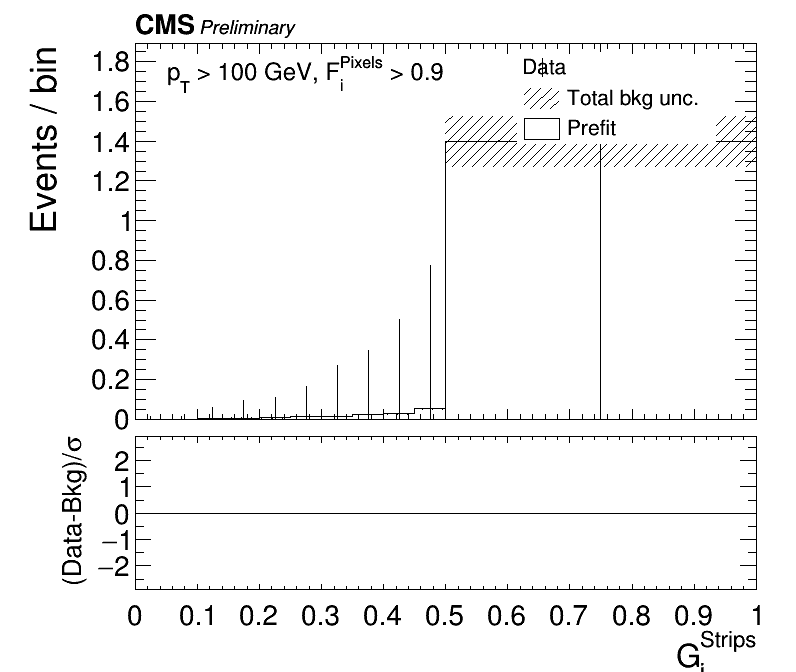 CMS Preliminary
Events / bin
p_T > 100 GeV, F_i^Pixels > 0.9
Data
Total bkg unc.
Prefit
1.8
1.6
1.4
1.2
1
0.8
0.6
0.4
0.2
0
(Data-Bkg)/σ
2
1
0
−1
−2
0 0.1 0.2 0.3 0.4 0.5 0.6 0.7 0.8 0.9 1
G_i^Strips